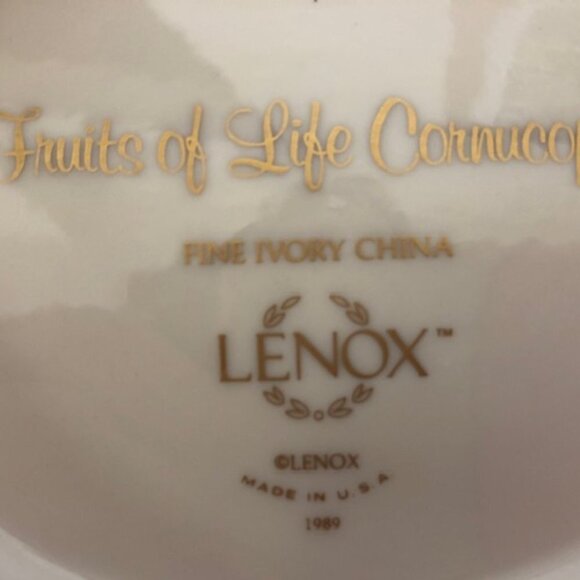 Fruits of Life Cornucop
FINE IVORY CHINA
LENOX™
©LENOX
MADE IN U.S.A.
1989